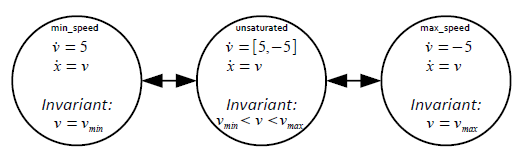 min_speed
v̇ = 5
ẋ = v
Invariant:
v = v_min
unsaturated
v̇ = [5,−5]
ẋ = v
Invariant:
v_min < v < v_max
max_speed
v̇ = −5
ẋ = v
Invariant:
v = v_max